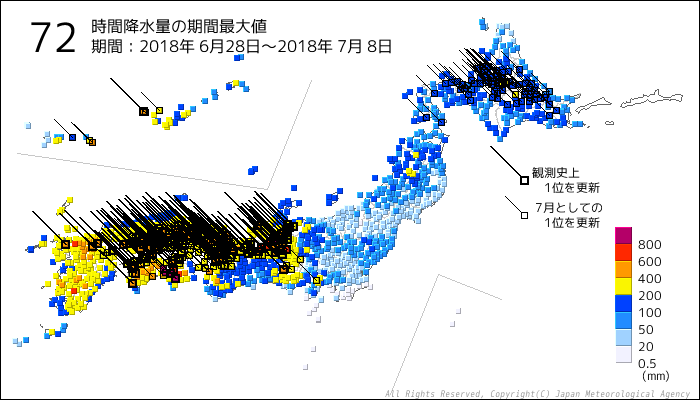 72 時間降水量の期間最大値
期間：2018年 6月28日～2018年 7月 8日
観測史上
1位を更新
7月としての
1位を更新
800
600
400
200
100
50
20
0.5
(mm)
All Rights Reserved, Copyright(C) Japan Meteorological Agency